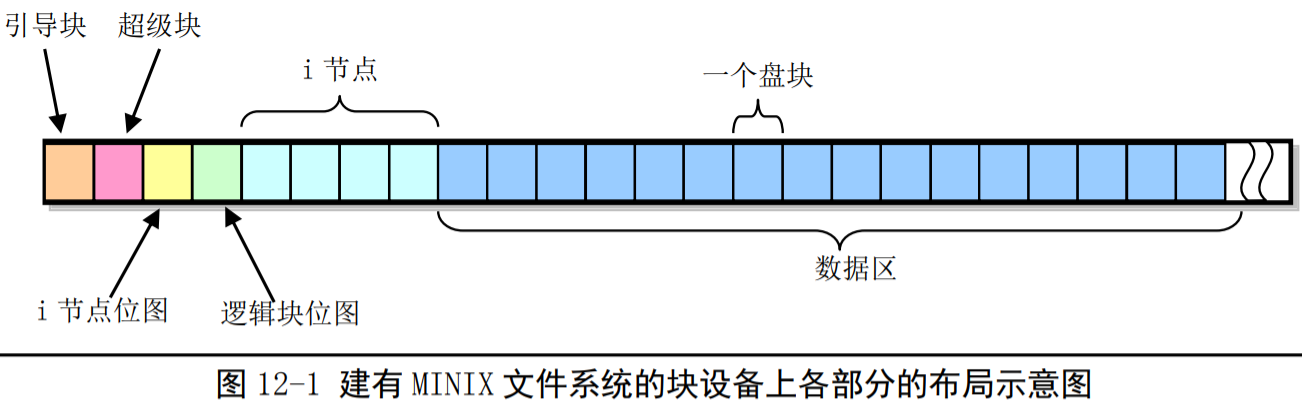 引导块 超级块
i 节点
一个盘块
数据区
i 节点位图
逻辑块位图
图 12-1 建有 MINIX 文件系统的块设备上各部分的布局示意图